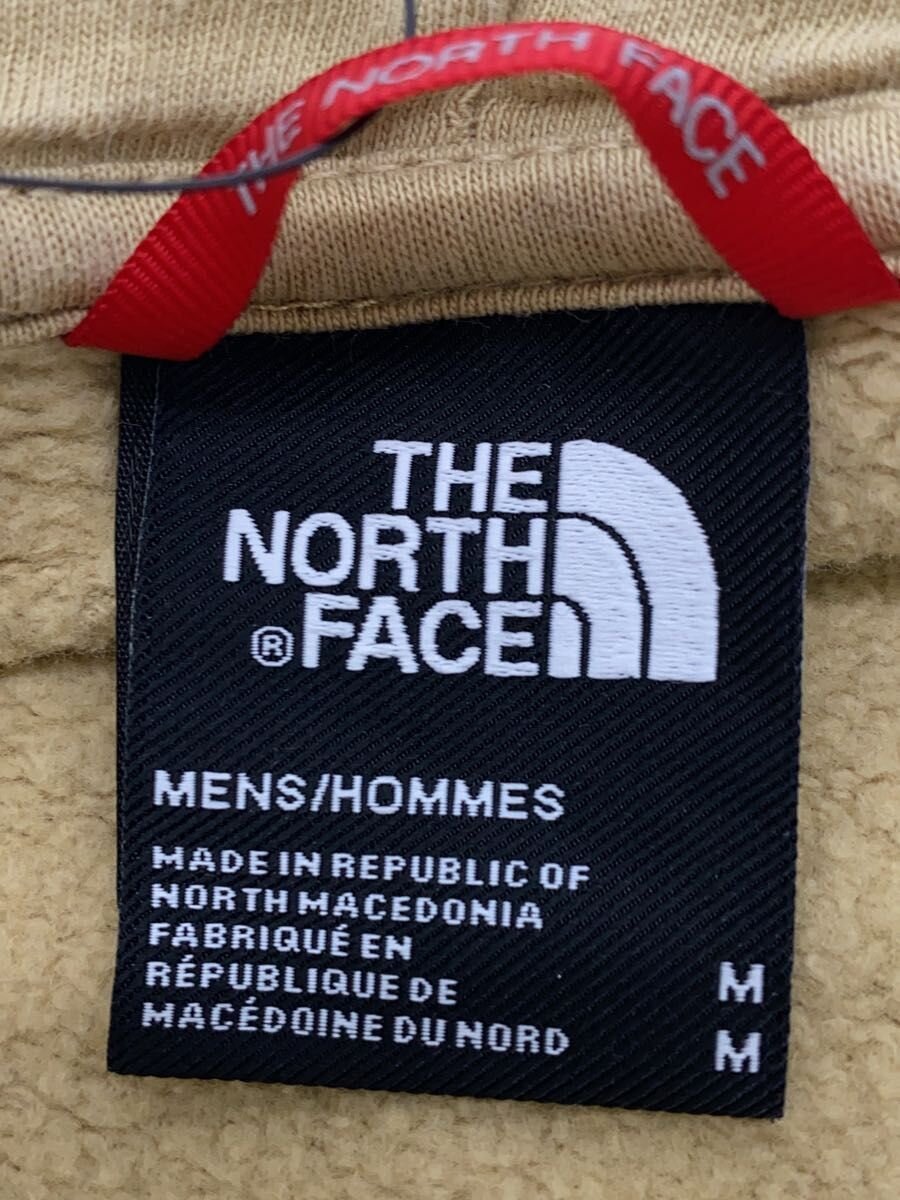 THE NORTH FACE
THE
NORTH
®FACE
MENS/HOMMES
MADE IN REPUBLIC OF
NORTH MACEDONIA
FABRIQUÉ EN
RÉPUBLIQUE DE
MACÉDOINE DU NORD
M
M